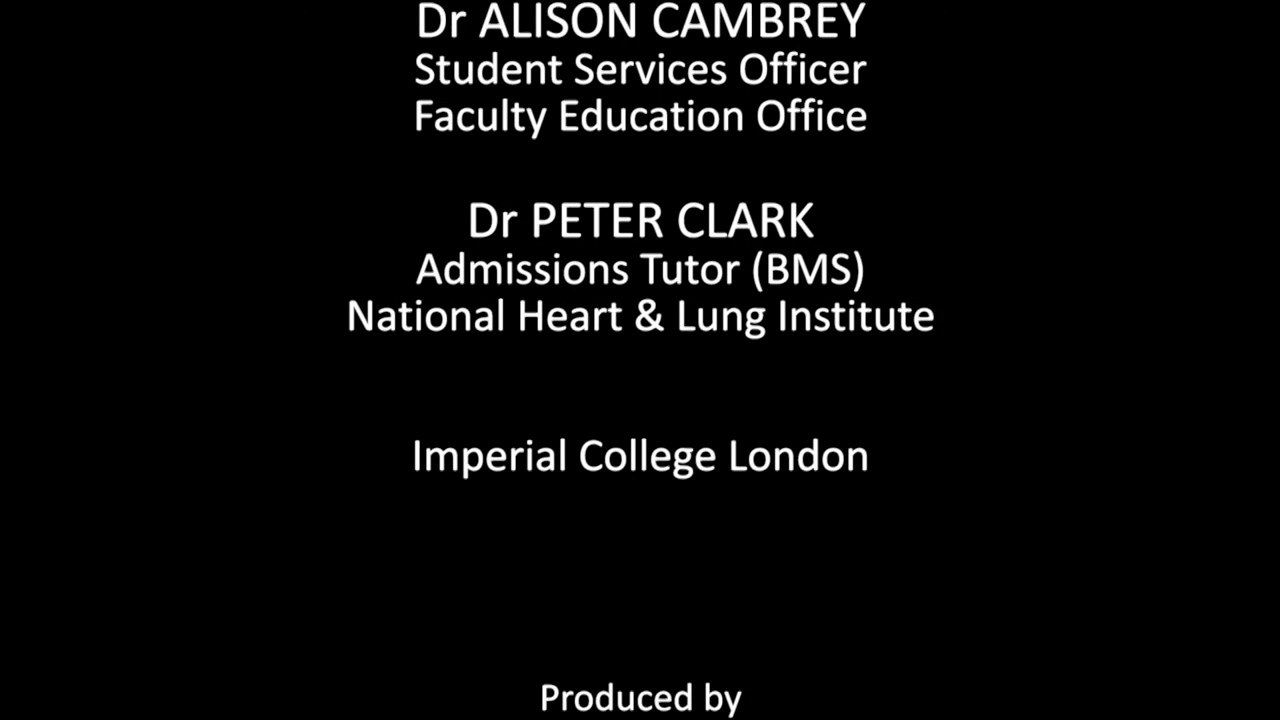 Dr ALISON CAMBREY
Student Services Officer
Faculty Education Office
Dr PETER CLARK
Admissions Tutor (BMS)
National Heart & Lung Institute
Imperial College London
Produced by